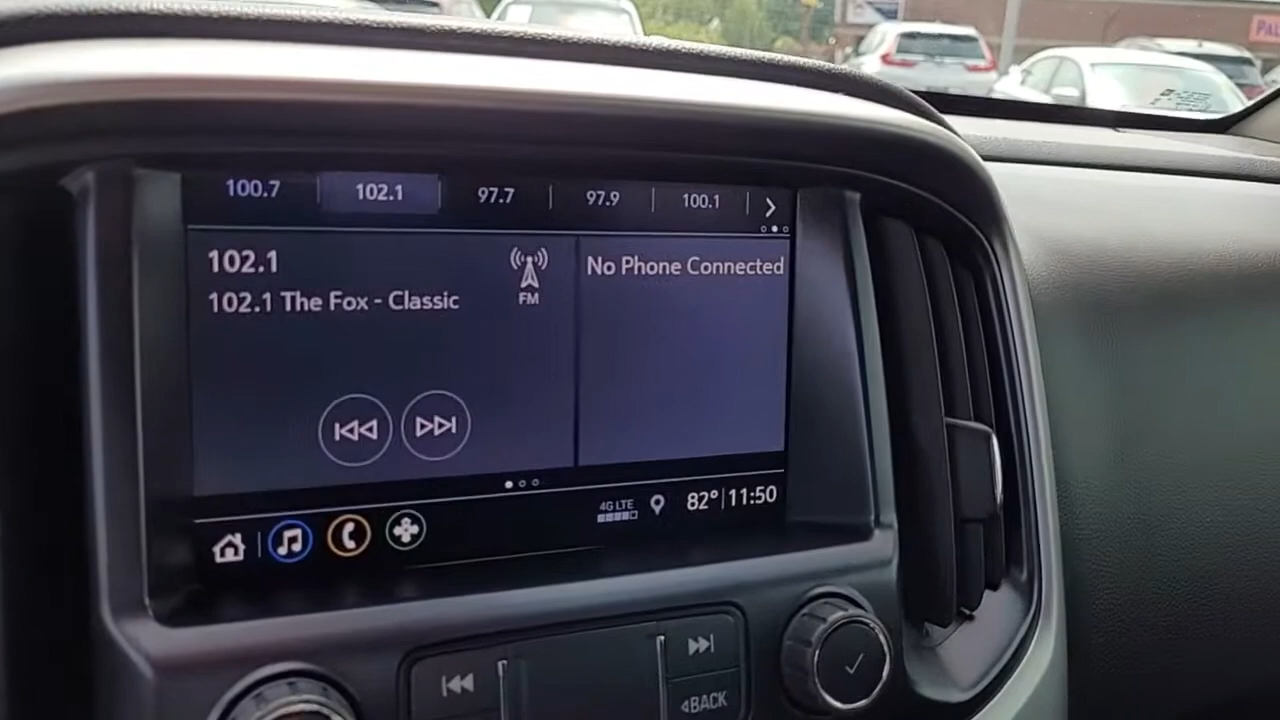 PAL
100.7 102.1 97.7 97.9 100.1
102.1
102.1 The Fox - Classic
FM
No Phone Connected
4G LTE
82° 11:50
BACK